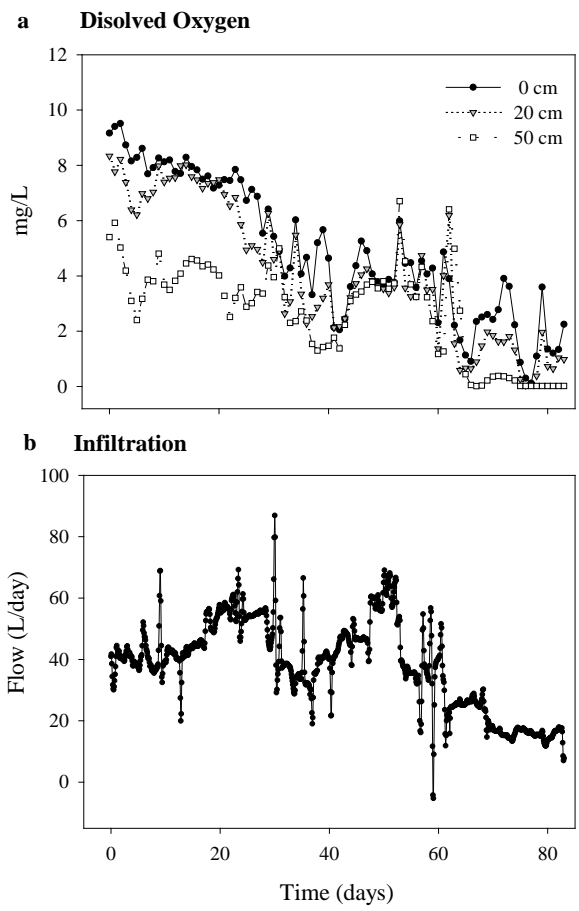 a Disolved Oxygen
12
10
8
6
4
2
0
mg/L
0 cm
20 cm
50 cm
b Infiltration
100
80
60
40
20
0
Flow (L/day)
0 20 40 60 80
Time (days)